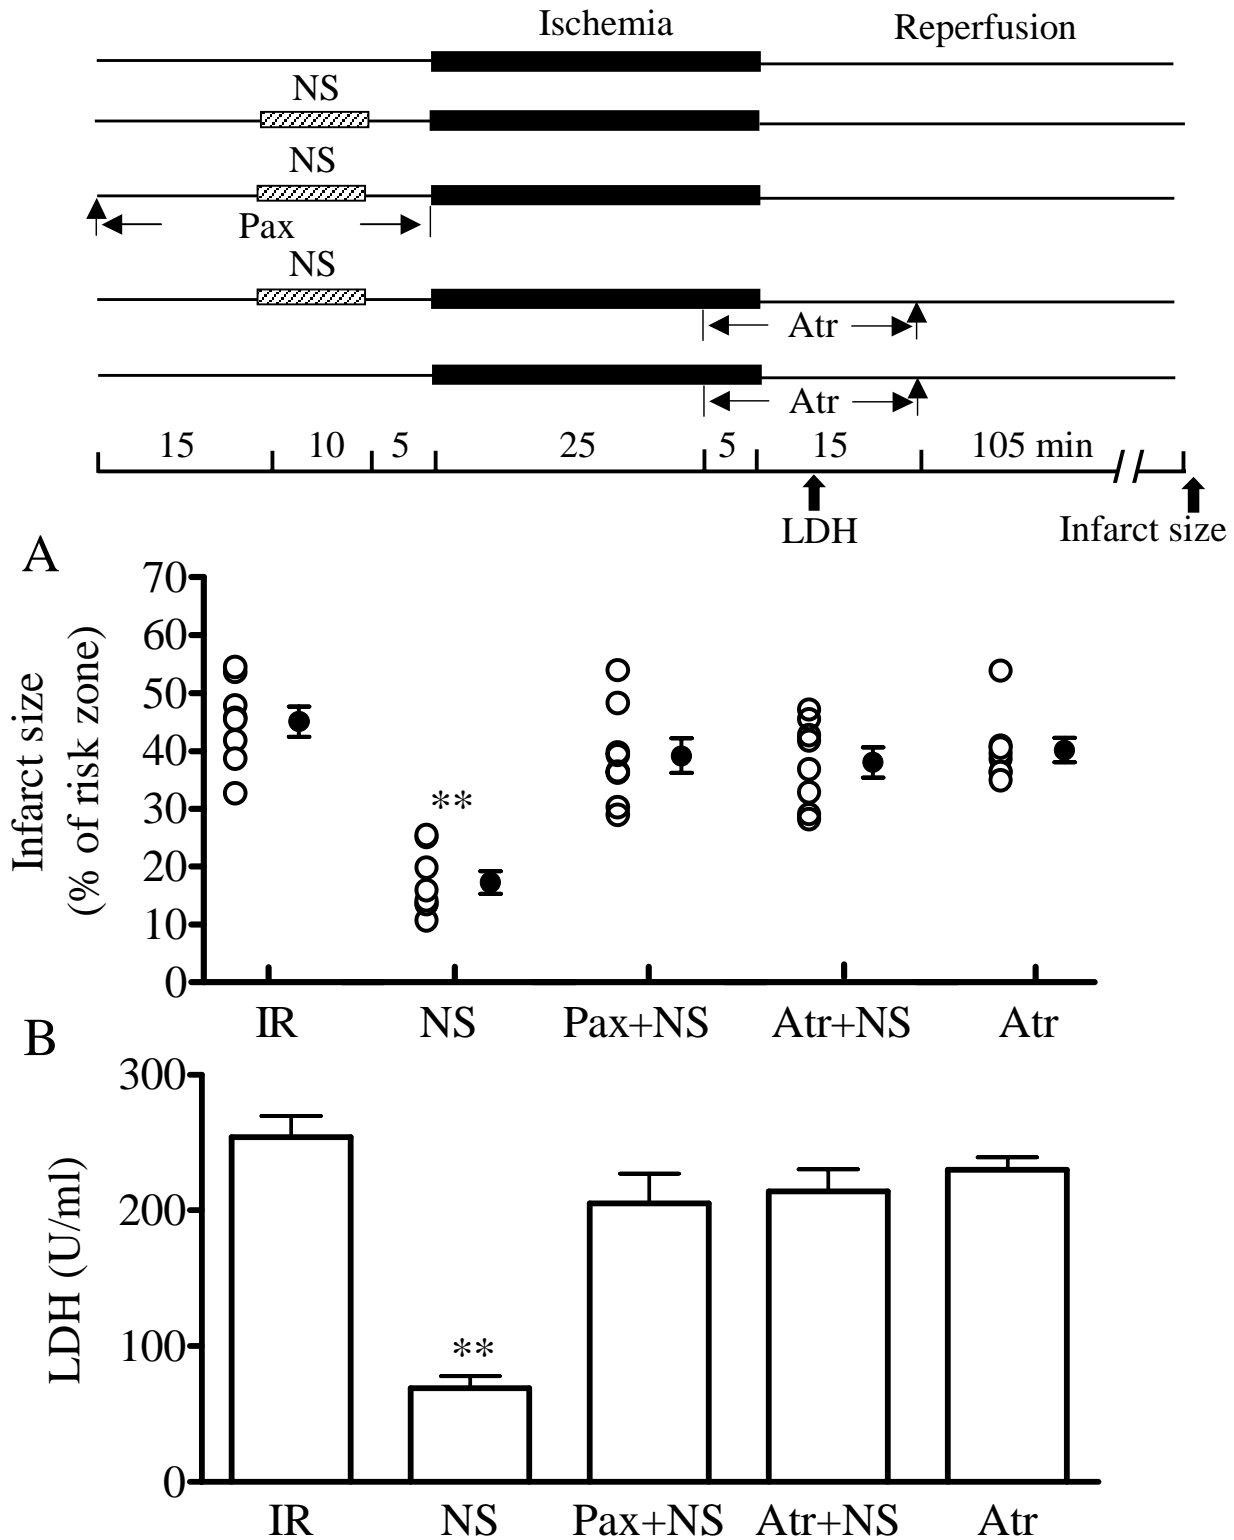 Ischemia Reperfusion
NS
NS
Pax
NS
Atr
Atr
15 10 5 25 5 15 105 min
LDH Infarct size
A
Infarct size
(% of risk zone)
70
60
50
40
30
20
10
0
**
IR NS Pax+NS Atr+NS Atr
B
LDH (U/ml)
300
200
100
0
**
IR NS Pax+NS Atr+NS Atr